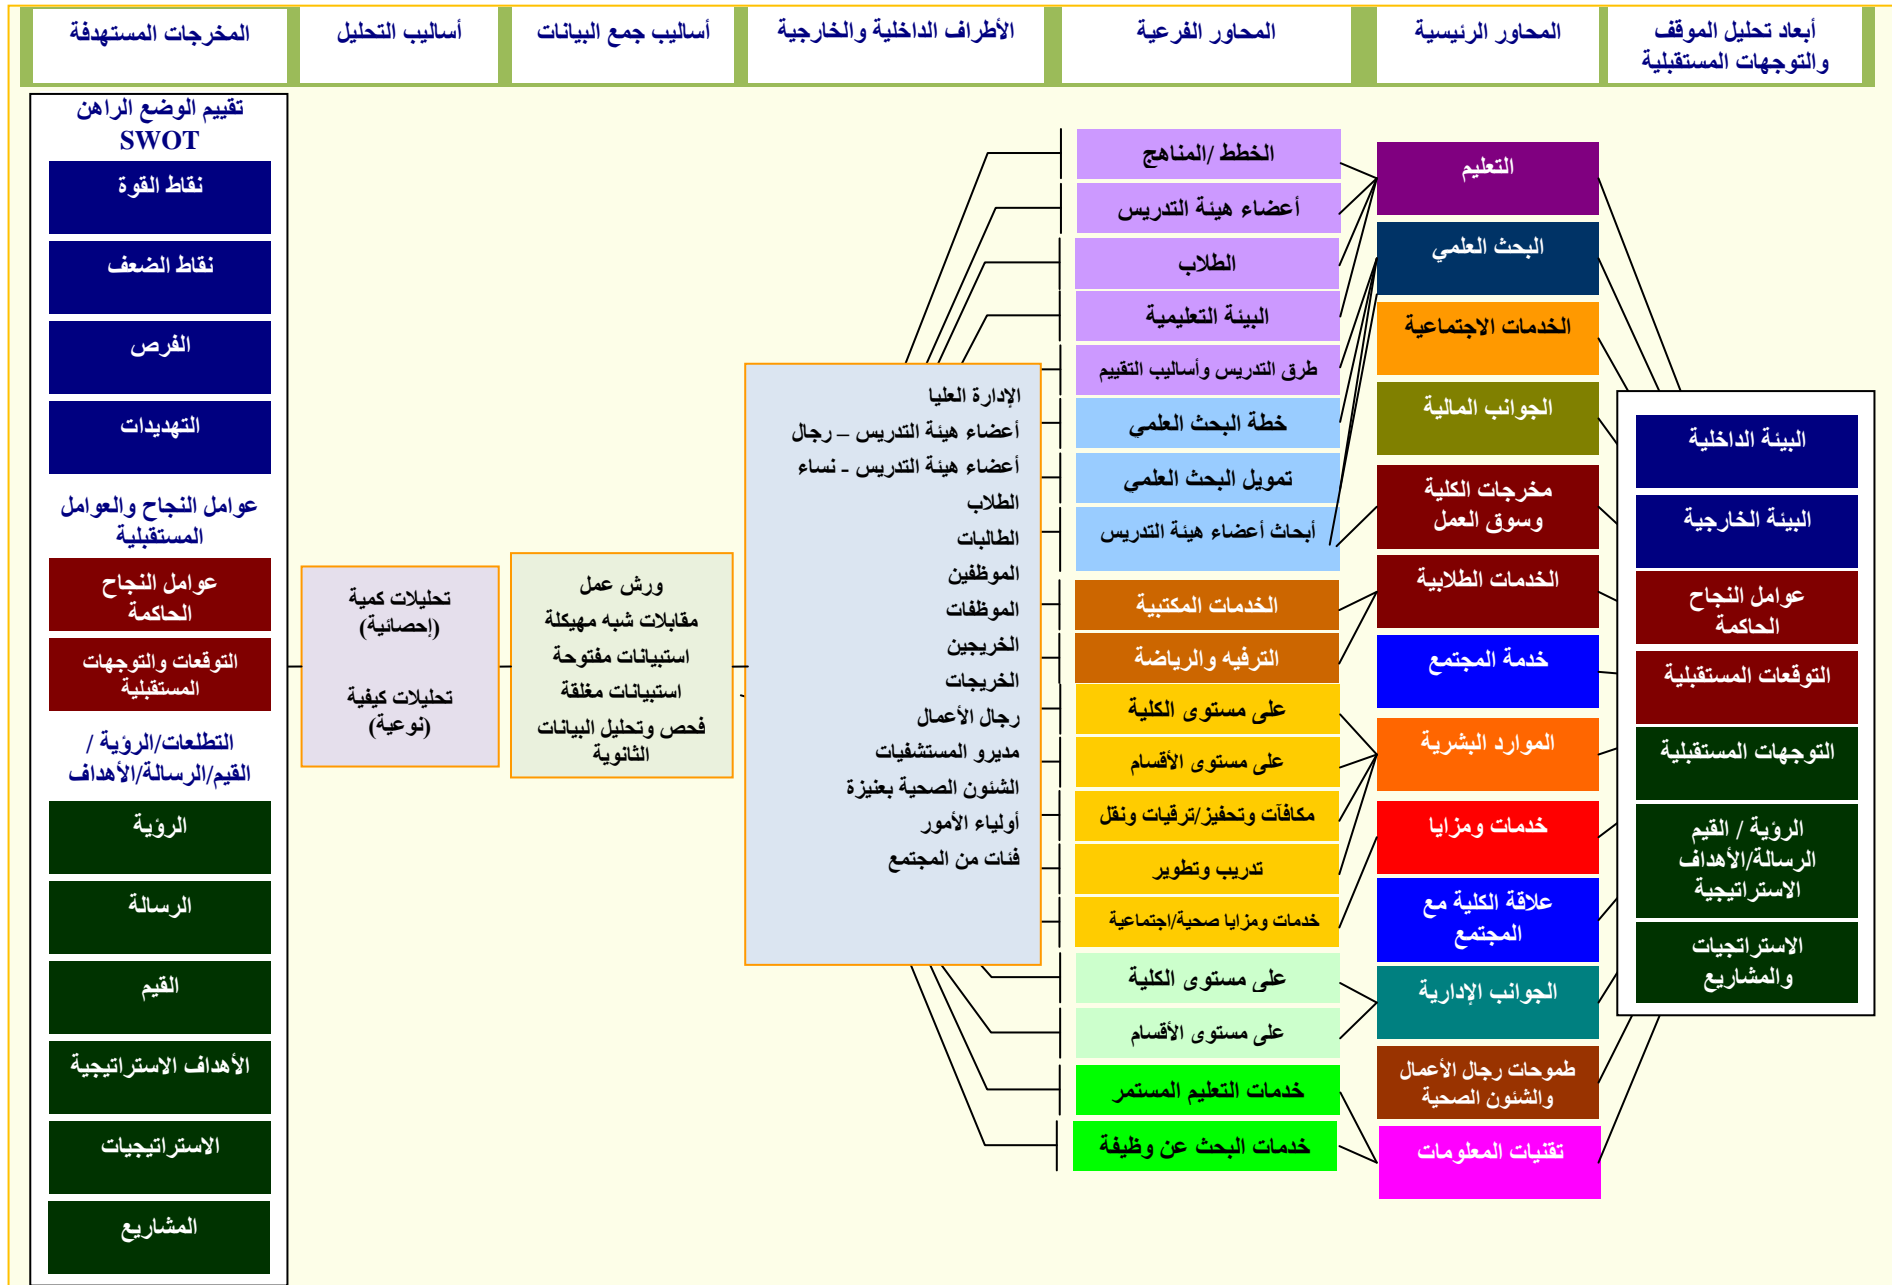 أبعاد تحليل الموقف
والتوجهات المستقبلية
المحاور الرئيسية
المحاور الفرعية
الأطراف الداخلية والخارجية
أساليب جمع البيانات
أساليب التحليل
المخرجات المستهدفة
البيئة الداخلية
البيئة الخارجية
عوامل النجاح
الحاكمة
التوقعات المستقبلية
التوجهات المستقبلية
الرؤية / القيم
الرسالة/الأهداف
الاستراتيجية
الاستراتجيات
والمشاريع
التعليم
البحث العلمي
الخدمات الاجتماعية
الجوانب المالية
مخرجات الكلية
وسوق العمل
الخدمات الطلابية
خدمة المجتمع
الموارد البشرية
خدمات ومزايا
علاقة الكلية مع
المجتمع
الجوانب الإدارية
طموحات رجال الأعمال
والشئون الصحية
تقنيات المعلومات
الخطط /المناهج
أعضاء هيئة التدريس
الطلاب
البيئة التعليمية
طرق التدريس وأساليب التقييم
خطة البحث العلمي
تمويل البحث العلمي
أبحاث أعضاء هيئة التدريس
الخدمات المكتبية
الترفيه والرياضة
على مستوى الكلية
على مستوى الأقسام
مكافآت وتحفيز/ترقيات ونقل
تدريب وتطوير
خدمات ومزايا صحية/اجتماعية
على مستوى الكلية
على مستوى الأقسام
خدمات التعليم المستمر
خدمات البحث عن وظيفة
الإدارة العليا
أعضاء هيئة التدريس – رجال
أعضاء هيئة التدريس - نساء
الطلاب
الطالبات
الموظفين
الموظفات
الخريجين
الخريجات
رجال الأعمال
مديرو المستشفيات
الشئون الصحية بعنيزة
أولياء الأمور
فئات من المجتمع
ورش عمل
مقابلات شبه مهيكلة
استبيانات مفتوحة
استبيانات مغلقة
فحص وتحليل البيانات
الثانوية
تحليلات كمية
(إحصائية)
تحليلات كيفية
(نوعية)
تقييم الوضع الراهن
SWOT
نقاط القوة
نقاط الضعف
الفرص
التهديدات
عوامل النجاح والعوامل
المستقبلية
عوامل النجاح
الحاكمة
التوقعات والتوجهات
المستقبلية
التطلعات/الرؤية /
القيم/الرسالة/الأهداف
الرؤية
الرسالة
القيم
الأهداف الاستراتيجية
الاستراتيجيات
المشاريع